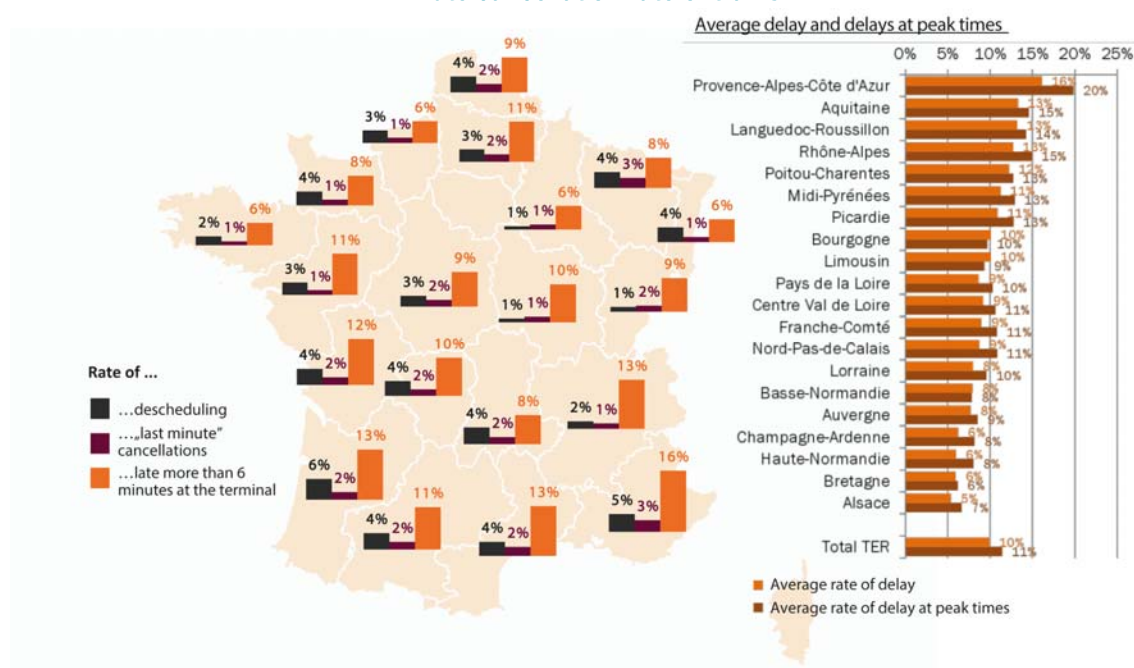 Average delay and delays at peak times
0% 5% 10% 15% 20% 25%
Provence-Alpes-Côte d'Azur 16% 20%
Aquitaine 13% 15%
Languedoc-Roussillon 13% 14%
Rhône-Alpes 13% 15%
Poitou-Charentes 12% 13%
Midi-Pyrénées 11% 13%
Picardie 11% 13%
Bourgogne 10% 10%
Limousin 10% 9%
Pays de la Loire 9% 10%
Centre Val de Loire 9% 11%
Franche-Comté 9% 11%
Nord-Pas-de-Calais 9% 11%
Lorraine 8% 10%
Basse-Normandie 8% 8%
Auvergne 8% 9%
Champagne-Ardenne 6% 8%
Haute-Normandie 6% 8%
Bretagne 6% 6%
Alsace 5% 7%
Total TER 10% 11%
Average rate of delay
Average rate of delay at peak times
4% 2% 9%
3% 1% 6%
3% 2% 11%
4% 1% 8%
4% 3% 8%
1% 1% 6%
4% 1% 6%
2% 1% 6%
3% 1% 11%
3% 2% 9%
1% 1% 10%
1% 2% 9%
4% 2% 12%
4% 2% 10%
4% 2% 8%
2% 1% 13%
6% 2% 13%
4% 2% 11%
4% 2% 13%
5% 3% 16%
Rate of ...
...descheduling
...„last minute"
cancellations
...late more than 6
minutes at the terminal